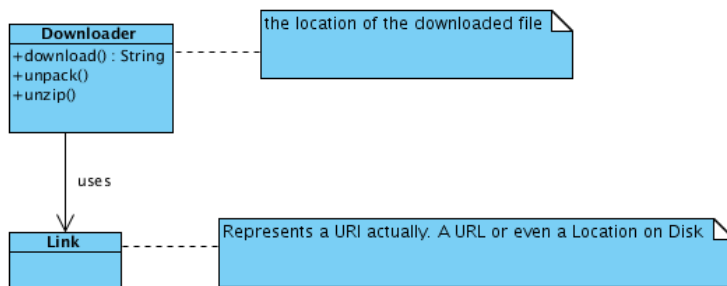 Downloader
+download() : String
+unpack()
+unzip()
the location of the downloaded file
uses
Link
Represents a URI actually. A URL or even a Location on Disk